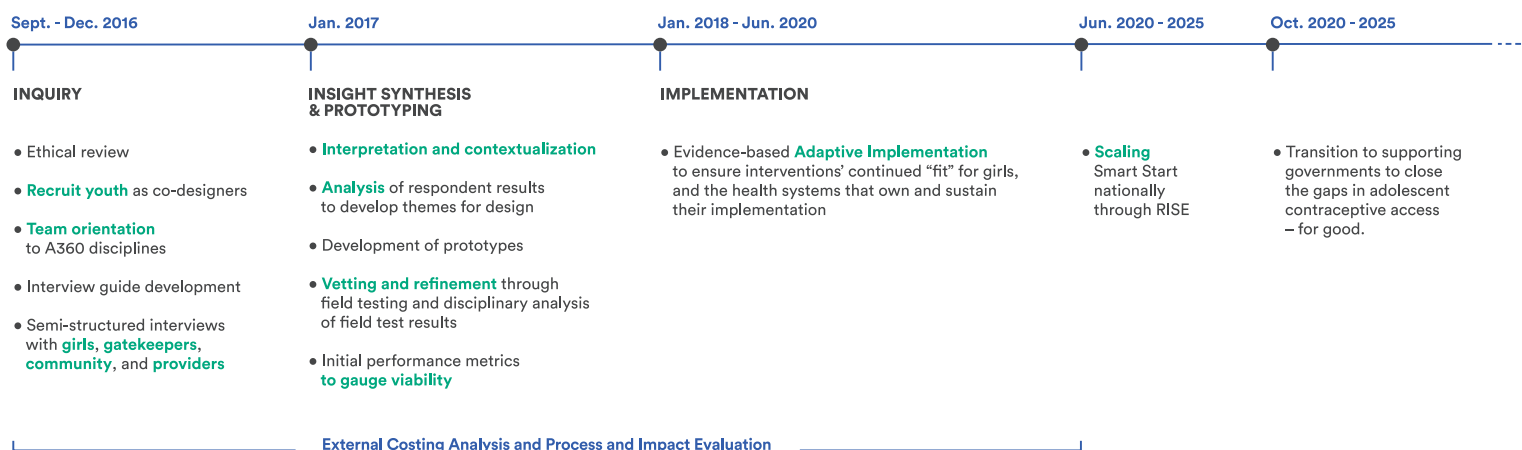 Sept. - Dec. 2016
Jan. 2017
Jan. 2018 - Jun. 2020
Jun. 2020 - 2025
Oct. 2020 - 2025
INQUIRY
• Ethical review
• Recruit youth as co-designers
• Team orientation
to A360 disciplines
• Interview guide development
• Semi-structured interviews
with girls, gatekeepers,
community, and providers
INSIGHT SYNTHESIS
& PROTOTYPING
• Interpretation and contextualization
• Analysis of respondent results
to develop themes for design
• Development of prototypes
• Vetting and refinement through
field testing and disciplinary analysis
of field test results
• Initial performance metrics
to gauge viability
IMPLEMENTATION
• Evidence-based Adaptive Implementation
to ensure interventions’ continued “fit” for girls,
and the health systems that own and sustain
their implementation
• Scaling
Smart Start
nationally
through RISE
• Transition to supporting
governments to close
the gaps in adolescent
contraceptive access
– for good.
External Costing Analysis and Process and Impact Evaluation